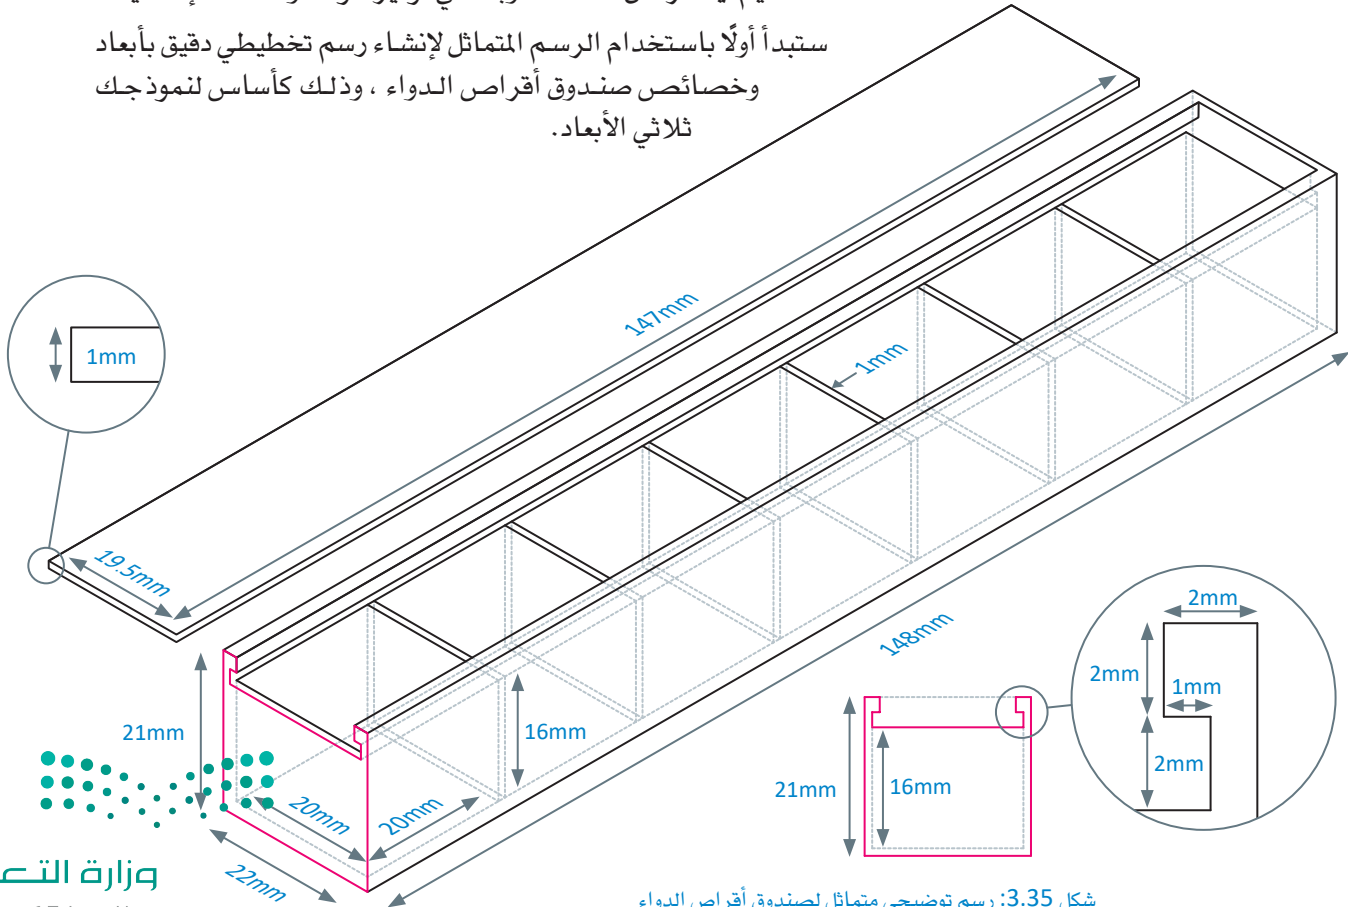 ستبدأ أولًا باستخدام الرسم المتماثل لإنشاء رسم تخطيطي دقيق بأبعاد
وخصائص صندوق أقراص الدواء ، وذلك كأساس لنموذجك
ثلاثي الأبعاد.
147mm
1mm
1mm
19.5mm
148mm
2mm
2mm
1mm
2mm
21mm
16mm
21mm
16mm
20mm
20mm
22mm
وزارة
شكل 3.35: رسم توضيحي متماثل لصندوق أقراص الدواء